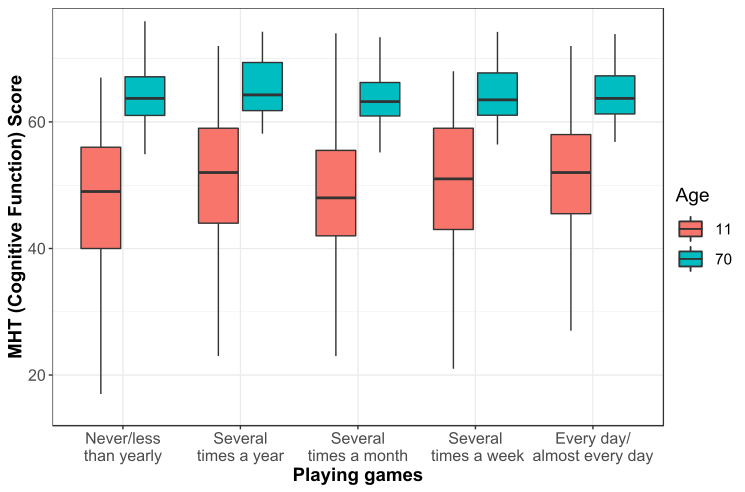 MHT (Cognitive Function) Score
60
40
20
Never/less
than yearly
Several
times a year
Several
times a month
Several
times a week
Every day/
almost every day
Playing games
Age
11
70